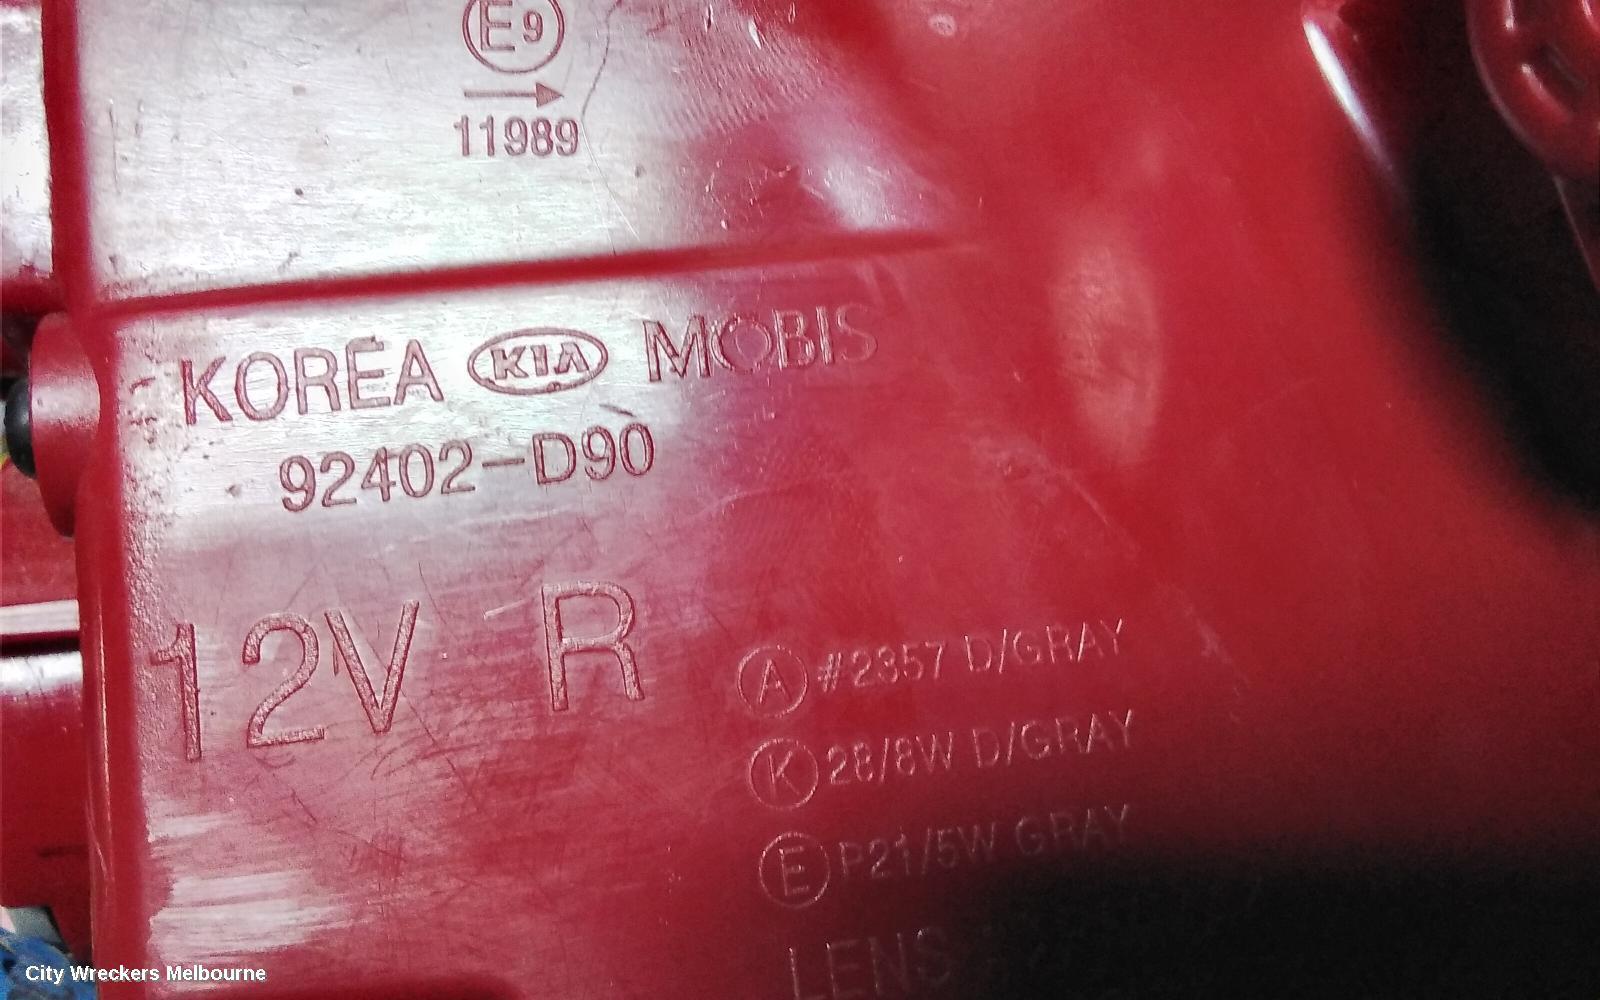 E9
11989
KOREA KIA MOBIS
92402-D90
12V R
A #2357 D/GRAY
K 28/8W D/GRAY
E P21/5W GRAY
LENS
City Wreckers Melbourne